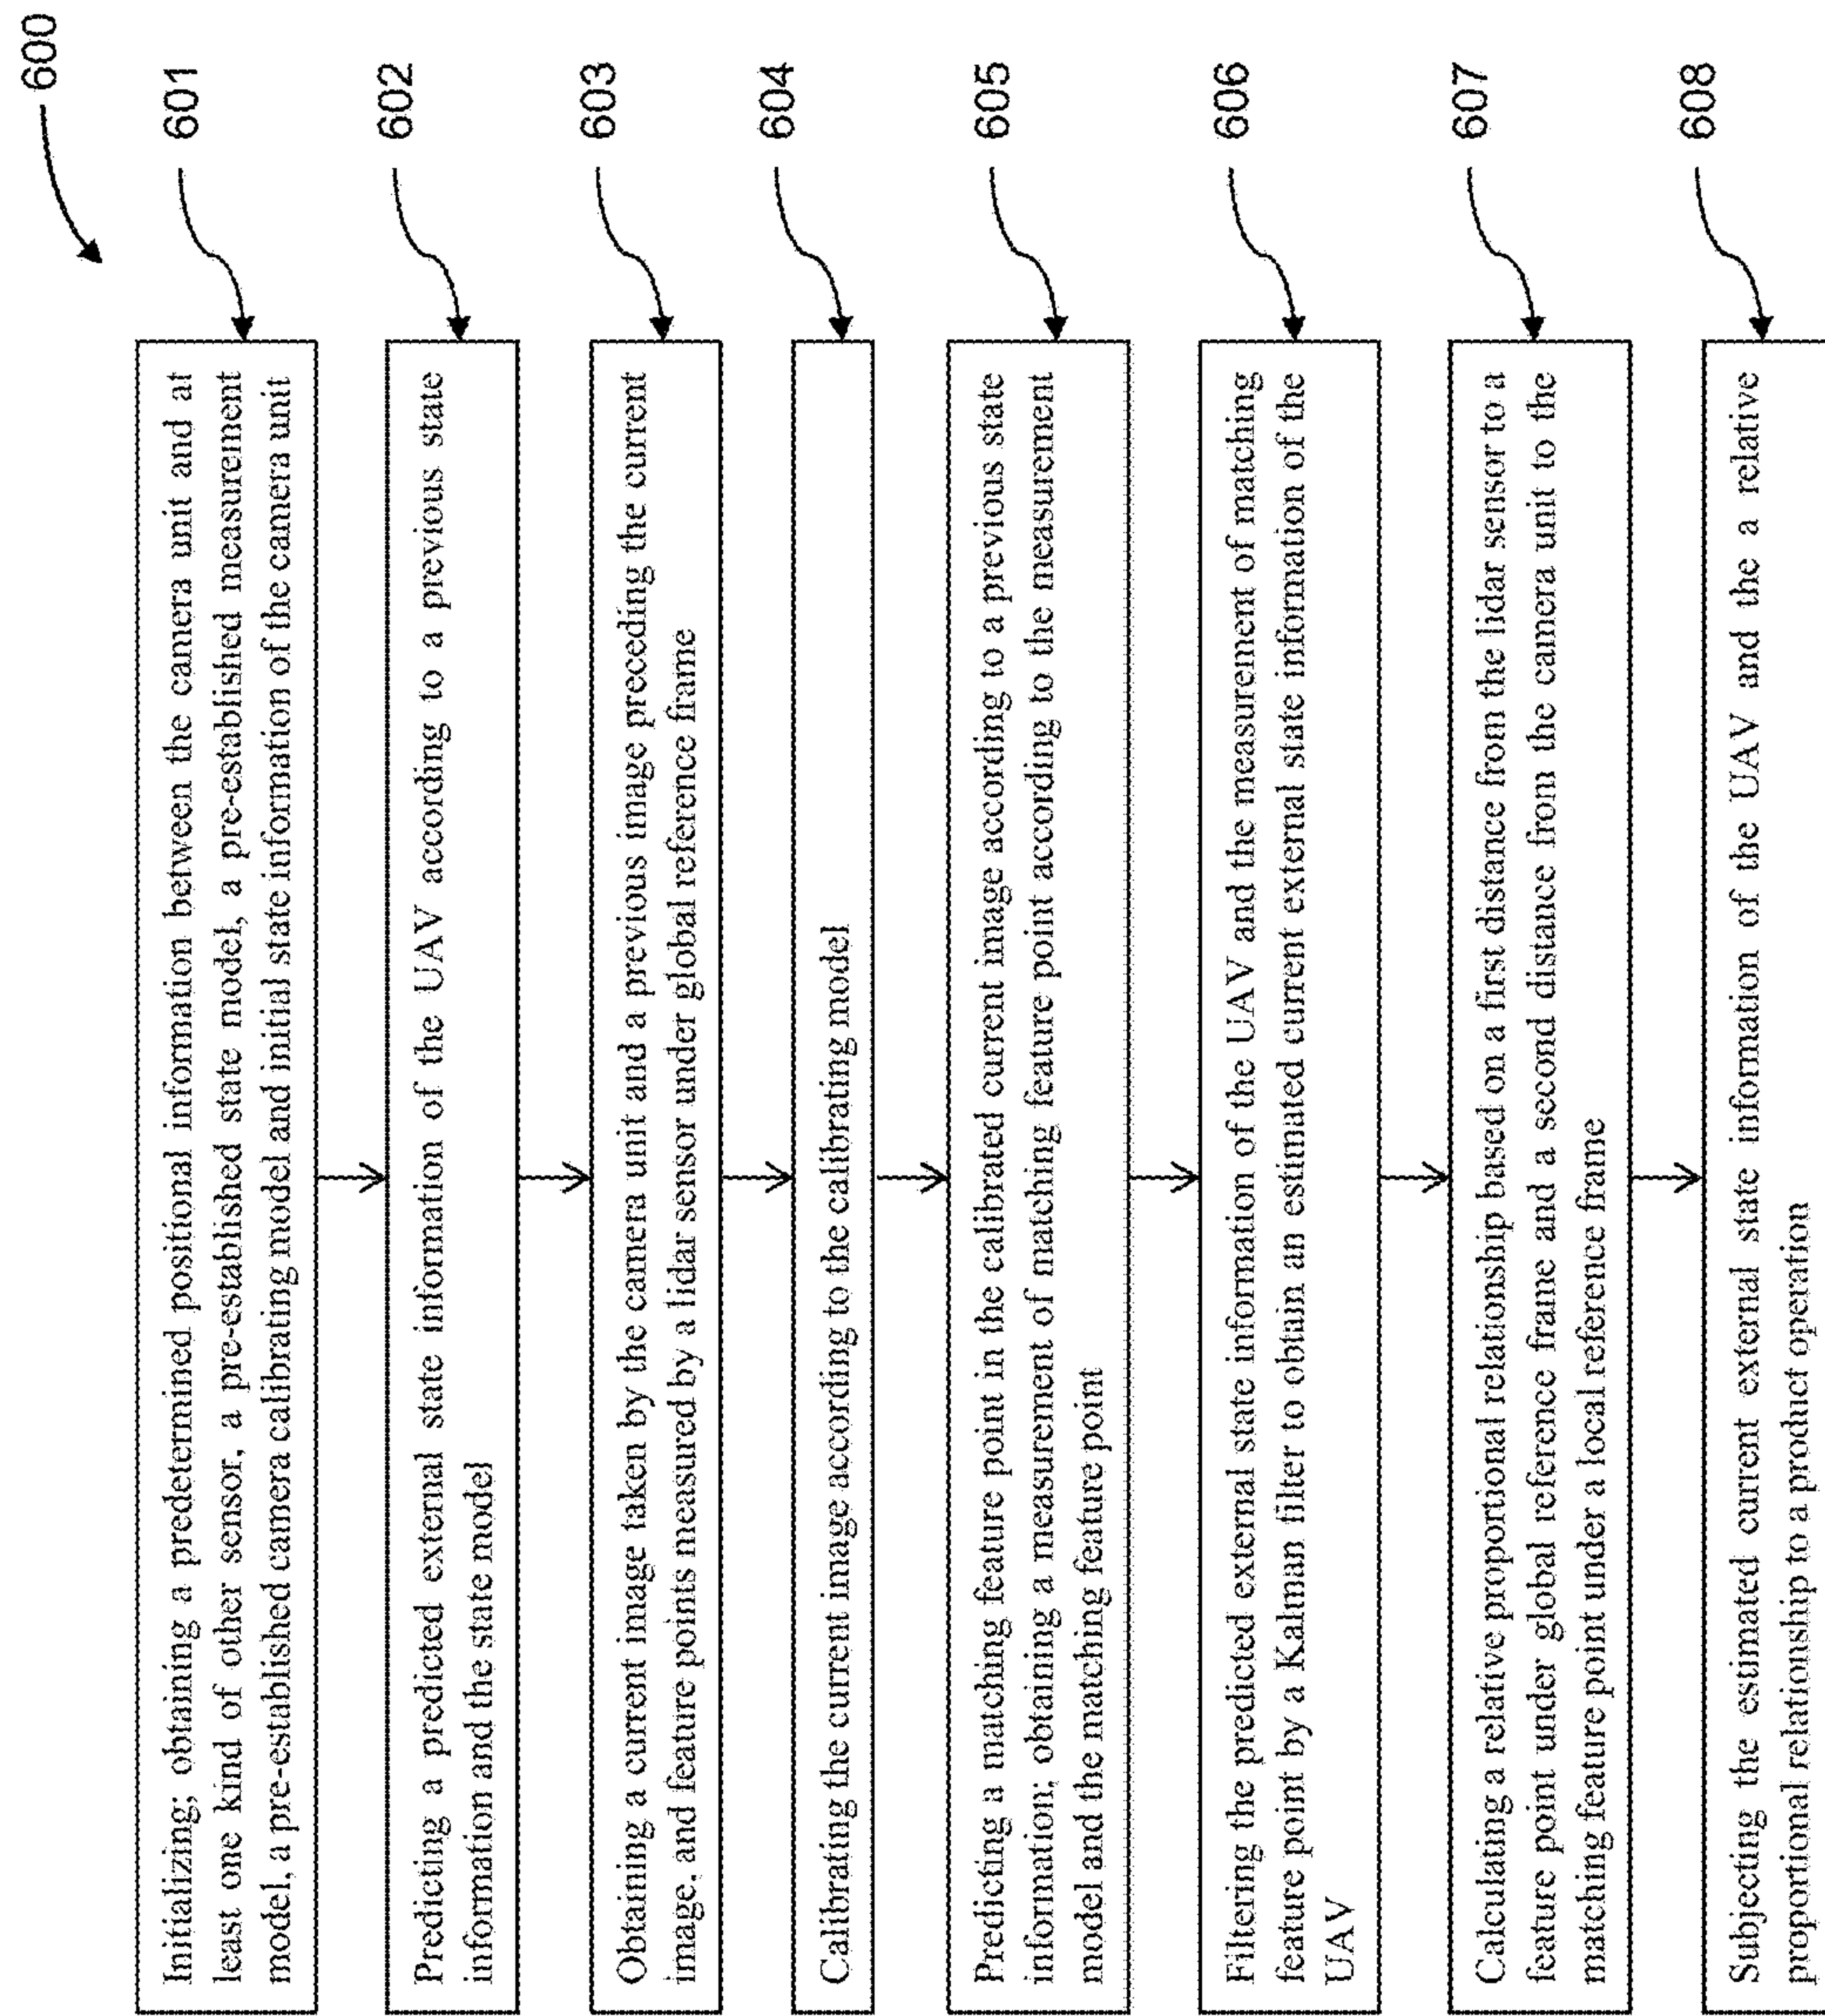 600
Initializing; obtaining a predetermined positional information between the camera unit and at
least one kind of other sensor, a pre-established state model, a pre-established measurement
model, a pre-established camera calibrating model and initial state information of the camera unit
601
Predicting a predicted external state information of the UAV according to a previous state
information and the state model
602
Obtaining a current image taken by the camera unit and a previous image preceding the current
image, and feature points measured by a lidar sensor under global reference frame
603
Calibrating the current image according to the calibrating model
604
Predicting a matching feature point in the calibrated current image according to a previous state
information; obtaining a measurement of matching feature point according to the measurement
model and the matching feature point
605
Filtering the predicted external state information of the UAV and the measurement of matching
feature point by a Kalman filter to obtain an estimated current external state information of the
UAV
606
Calculating a relative proportional relationship based on a first distance from the lidar sensor to a
feature point under global reference frame and a second distance from the camera unit to the
matching feature point under a local reference frame
607
Subjecting the estimated current external state information of the UAV and the a relative
proportional relationship to a product operation
608